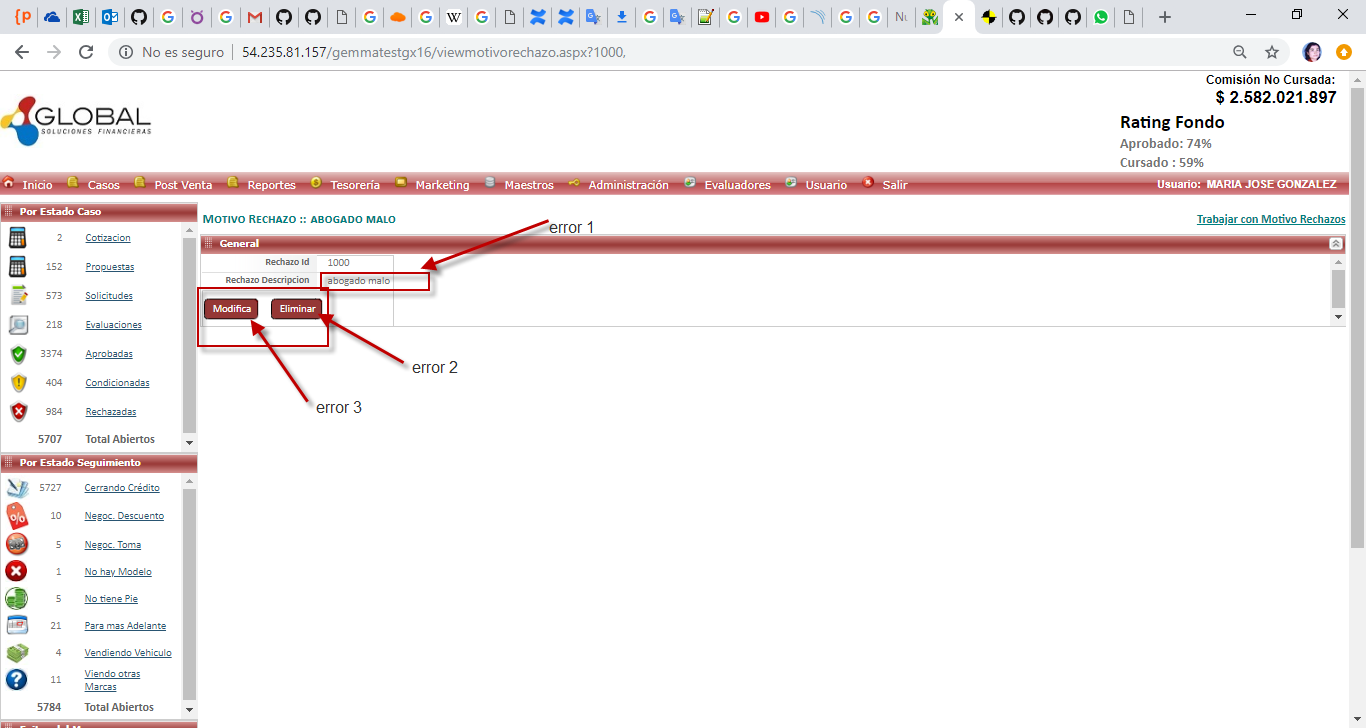 No es seguro
54.235.81.157/gemmatestgx16/viewmotivorechazo.aspx?1000,
Comisión No Cursada:
$ 2.582.021.897
GLOBAL
SOLUCIONES FINANCIERAS
Rating Fondo
Aprobado: 74%
Cursado : 59%
Inicio Casos Post Venta Reportes Tesorería Marketing Maestros Administración Evaluadores Usuario Salir Usuario: MARIA JOSE GONZALEZ
Por Estado Caso
2 Cotizacion
152 Propuestas
573 Solicitudes
218 Evaluaciones
3374 Aprobadas
404 Condicionadas
984 Rechazadas
5707 Total Abiertos
Por Estado Seguimiento
5727 Cerrando Crédito
10 Negoc. Descuento
5 Negoc. Toma
1 No hay Modelo
5 No tiene Pie
21 Para mas Adelante
4 Vendiendo Vehiculo
11 Viendo otras
Marcas
5784 Total Abiertos
MOTIVO RECHAZO :: ABOGADO MALO
Trabajar con Motivo Rechazos
error 1
General
Rechazo Id 1000
Rechazo Descripcion abogado malo
Modifica Eliminar
error 2
error 3